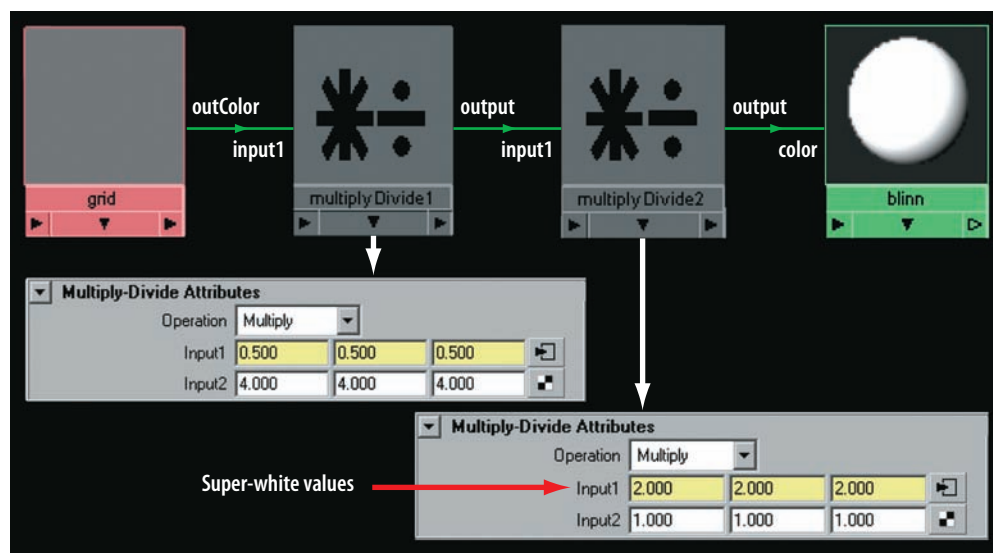 outColor
input1
output
input1
output
color
grid
multiplyDivide1
multiplyDivide2
blinn
Multiply-Divide Attributes
Operation Multiply
Input1 0.500 0.500 0.500
Input2 4.000 4.000 4.000
Multiply-Divide Attributes
Operation Multiply
Super-white values
Input1 2.000 2.000 2.000
Input2 1.000 1.000 1.000